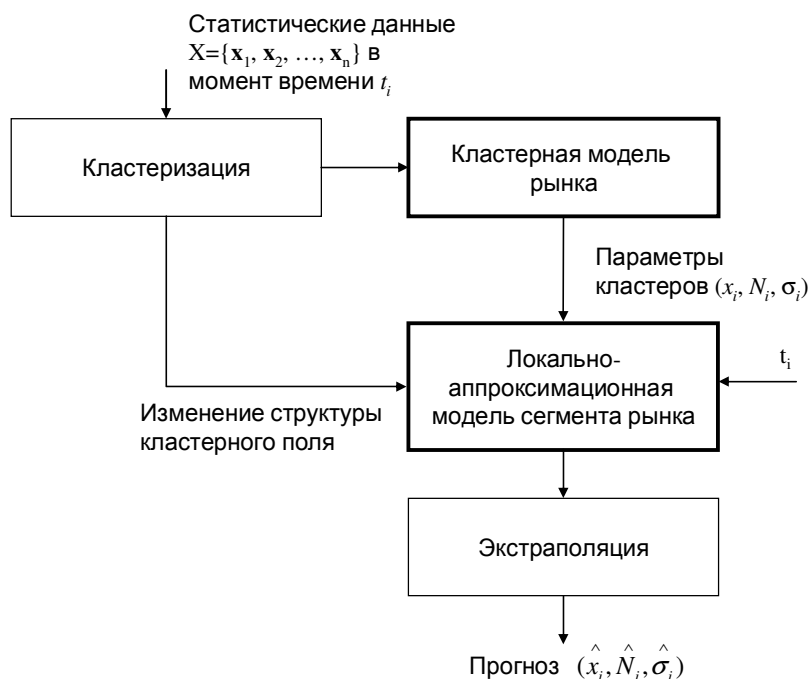 Статистические данные
X={x₁, x₂, …, xₙ} в
момент времени tᵢ
Кластеризация
Кластерная модель
рынка
Параметры
кластеров (xᵢ, Nᵢ, σᵢ)
Локально-
аппроксимационная
модель сегмента рынка
tᵢ
Изменение структуры
кластерного поля
Экстраполяция
Прогноз (x̂ᵢ, N̂ᵢ, σ̂ᵢ)